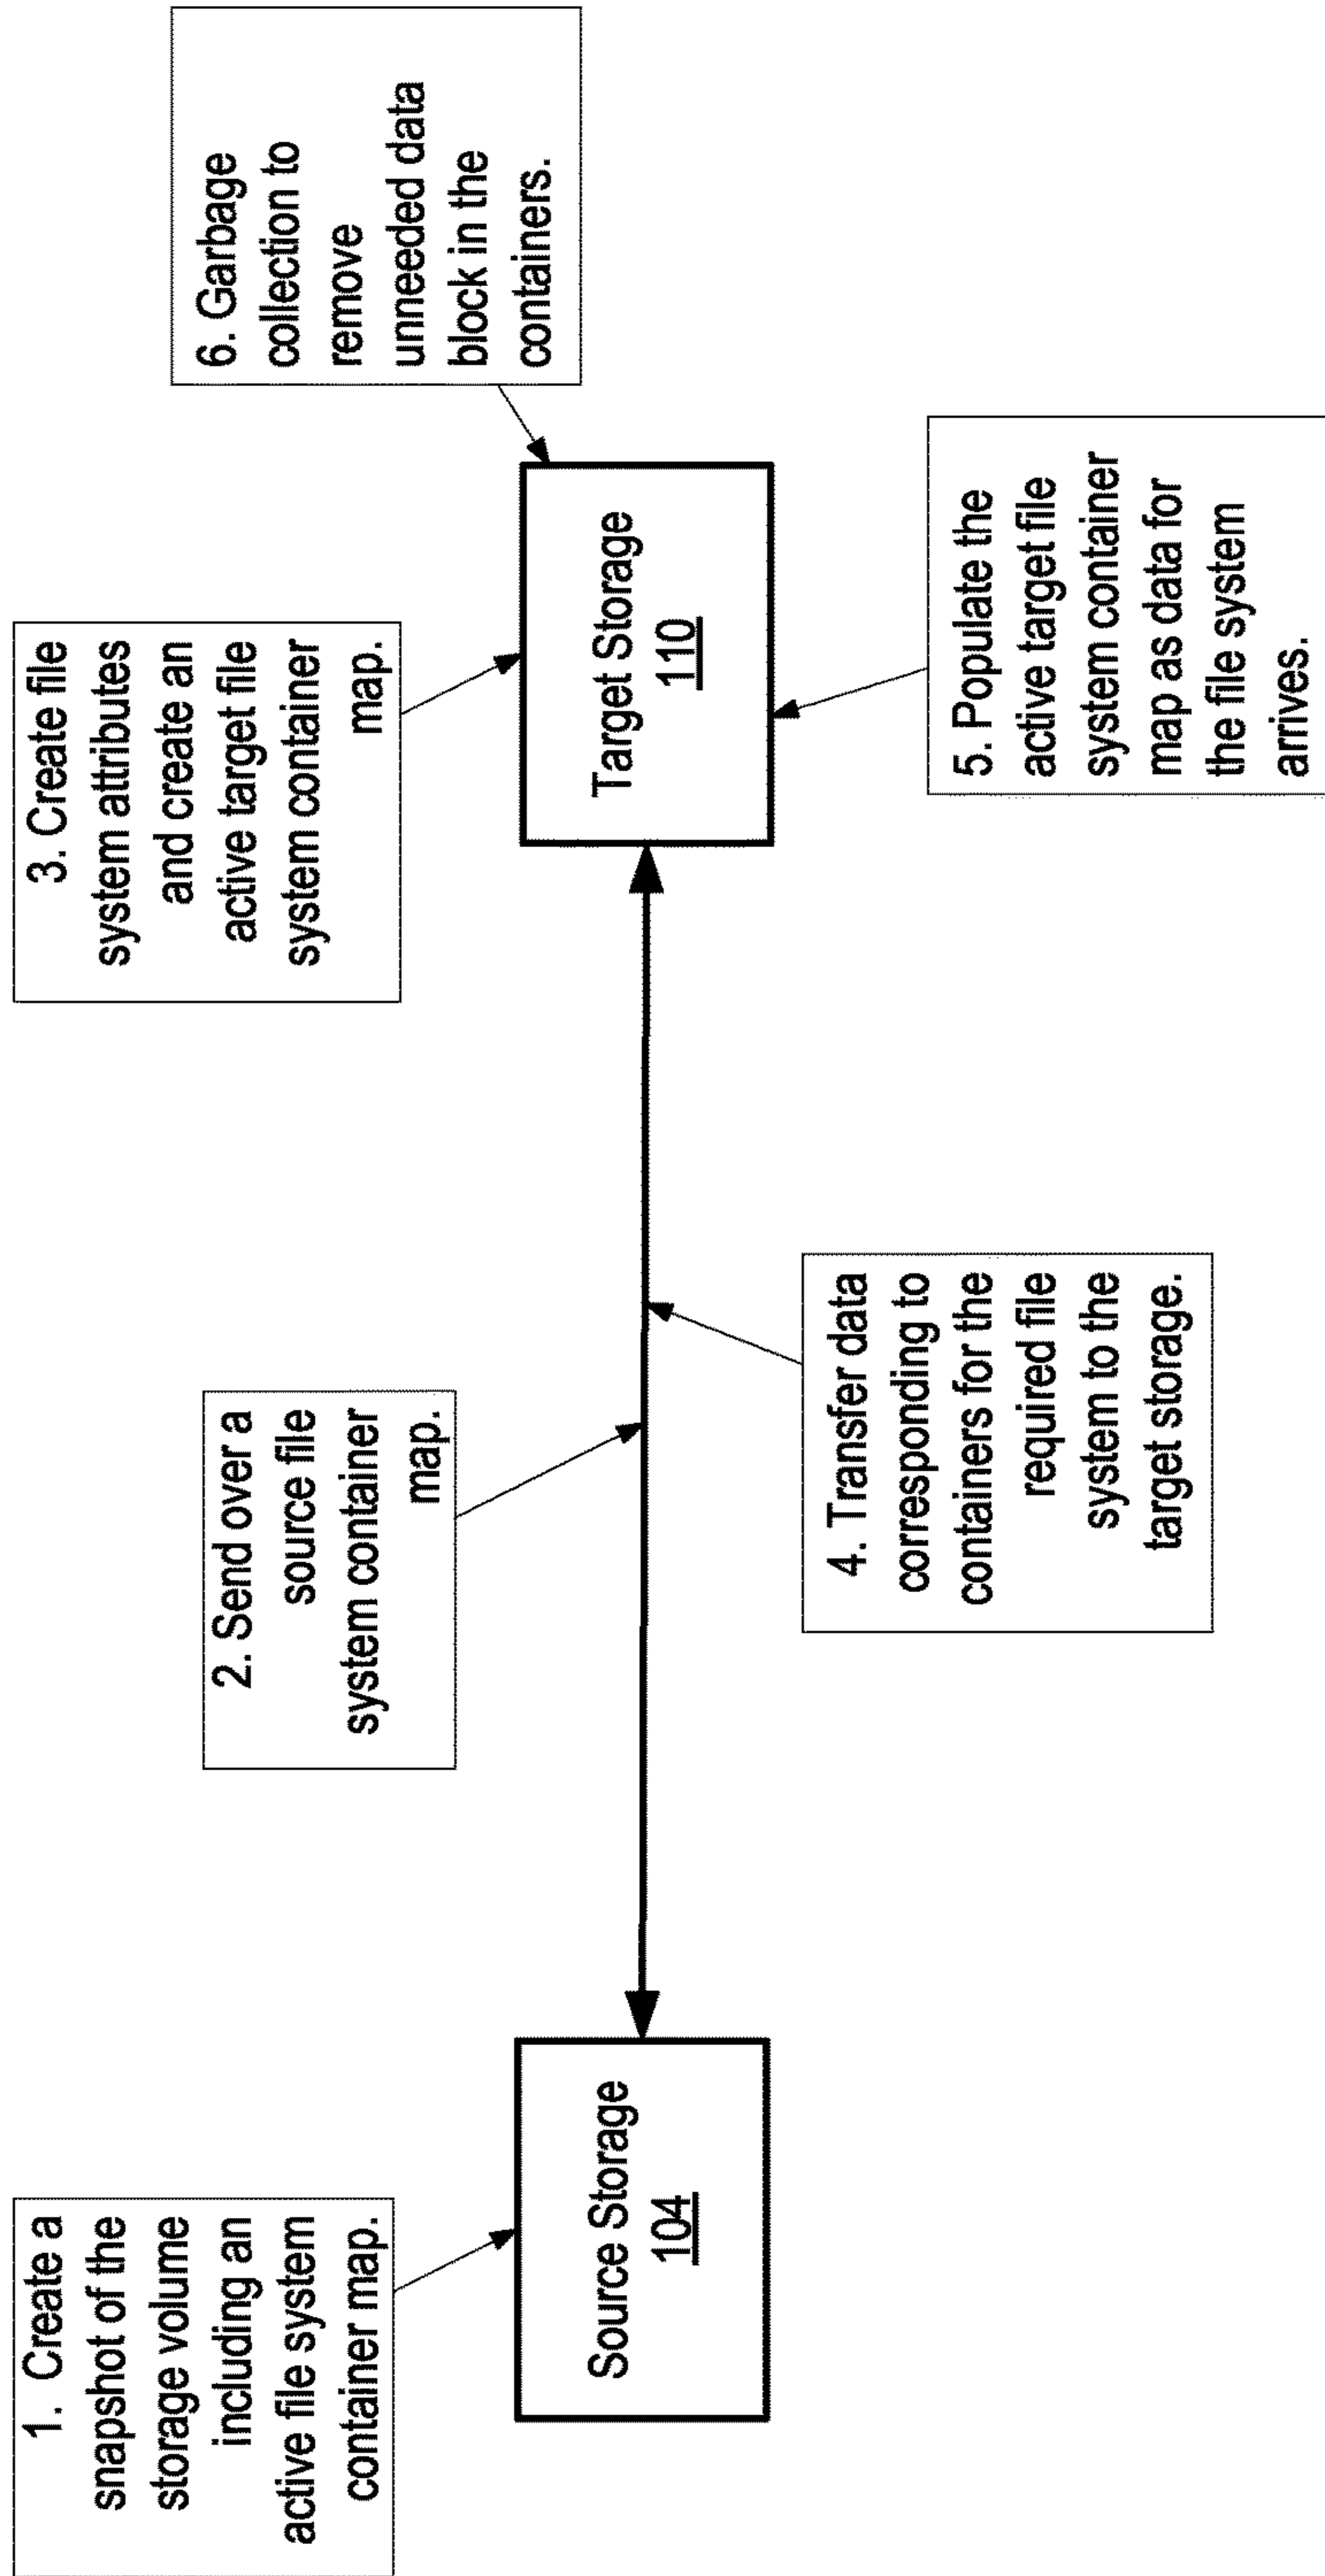 1. Create a
snapshot of the
storage volume
including an
active file system
container map.
Source Storage
104
2. Send over a
source file
system container
map.
3. Create file
system attributes
and create an
active target file
system container
map.
4. Transfer data
corresponding to
containers for the
required file
system to the
target storage.
Target Storage
110
5. Populate the
active target file
system container
map as data for
the file system
arrives.
6. Garbage
collection to
remove
unneeded data
block in the
containers.